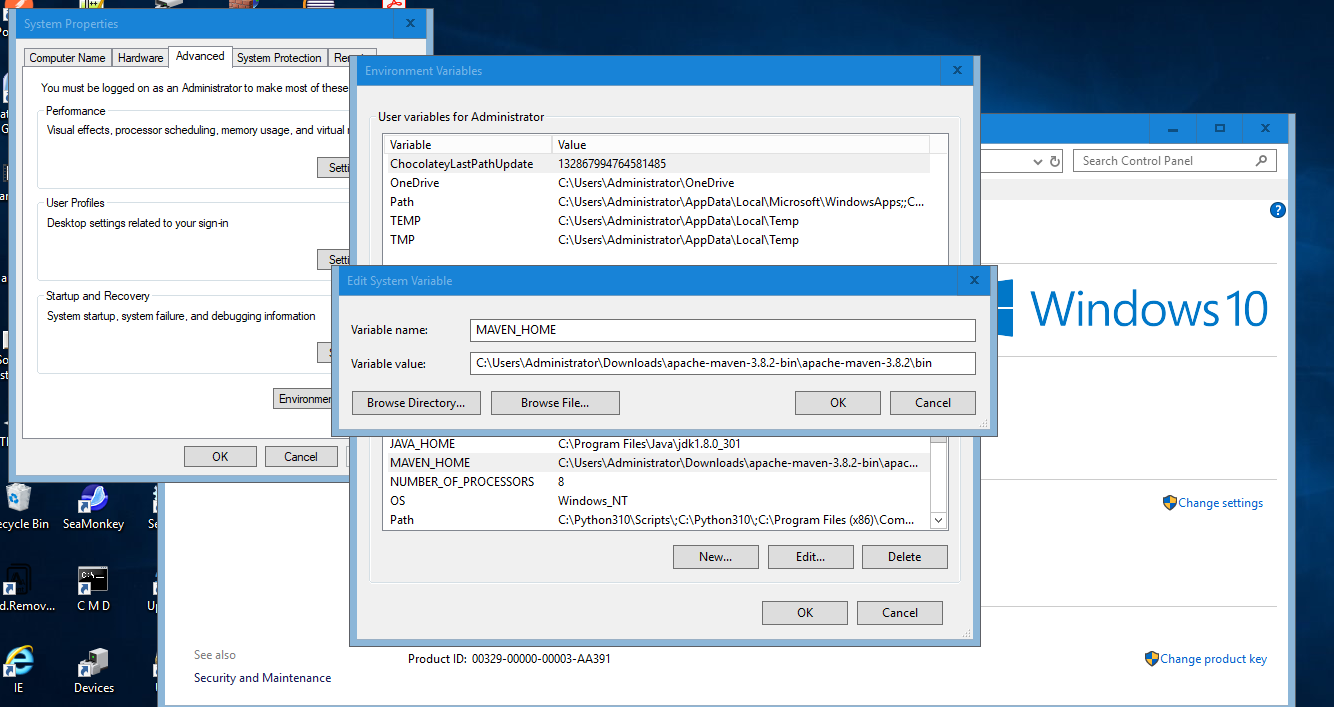 System Properties
Computer Name
Hardware
Advanced
System Protection
You must be logged on as an Administrator to make most of these
Performance
Visual effects, processor scheduling, memory usage, and virtual
User Profiles
Desktop settings related to your sign-in
Startup and Recovery
System startup, system failure, and debugging information
OK
Cancel
Environment Variables
User variables for Administrator
Variable Value
ChocolateyLastPathUpdate 132867994764581485
OneDrive C:\Users\Administrator\OneDrive
Path C:\Users\Administrator\AppData\Local\Microsoft\WindowsApps;;C...
TEMP C:\Users\Administrator\AppData\Local\Temp
TMP C:\Users\Administrator\AppData\Local\Temp
Edit System Variable
Variable name: MAVEN_HOME
Variable value: C:\Users\Administrator\Downloads\apache-maven-3.8.2-bin\apache-maven-3.8.2\bin
Browse Directory... Browse File... OK Cancel
JAVA_HOME C:\Program Files\Java\jdk1.8.0_301
MAVEN_HOME C:\Users\Administrator\Downloads\apache-maven-3.8.2-bin\apac...
NUMBER_OF_PROCESSORS 8
OS Windows_NT
Path C:\Python310\Scripts\;C:\Python310\;C:\Program Files (x86)\Com...
New... Edit... Delete
OK Cancel
Search Control Panel
Windows 10
Change settings
See also
Security and Maintenance
Product ID: 00329-00000-00003-AA391
Change product key
ecycle Bin
SeaMonkey
d.Remov...
C M D
IE
Devices